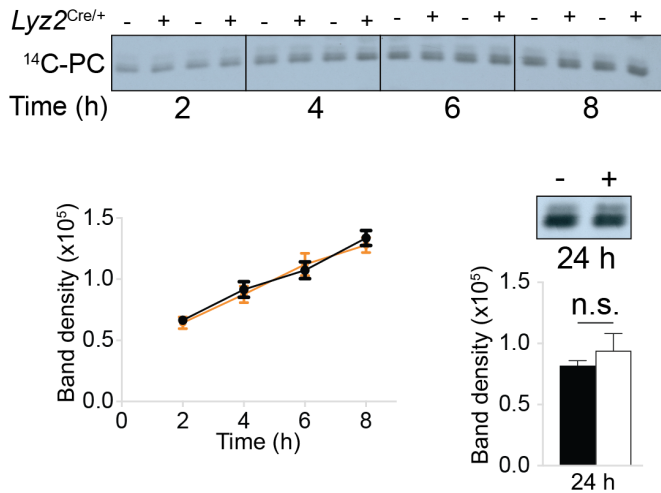 Lyz2Cre/+ - + - + - + - + - + - + - + - +
14C-PC
Time (h) 2 4 6 8
- +
24 h
Band density (x10⁵)
1.5
1.0
0.5
0.0
0 2 4 6 8
Time (h)
Band density (x10⁵)
1.5
1.0
0.5
0.0
n.s.
24 h